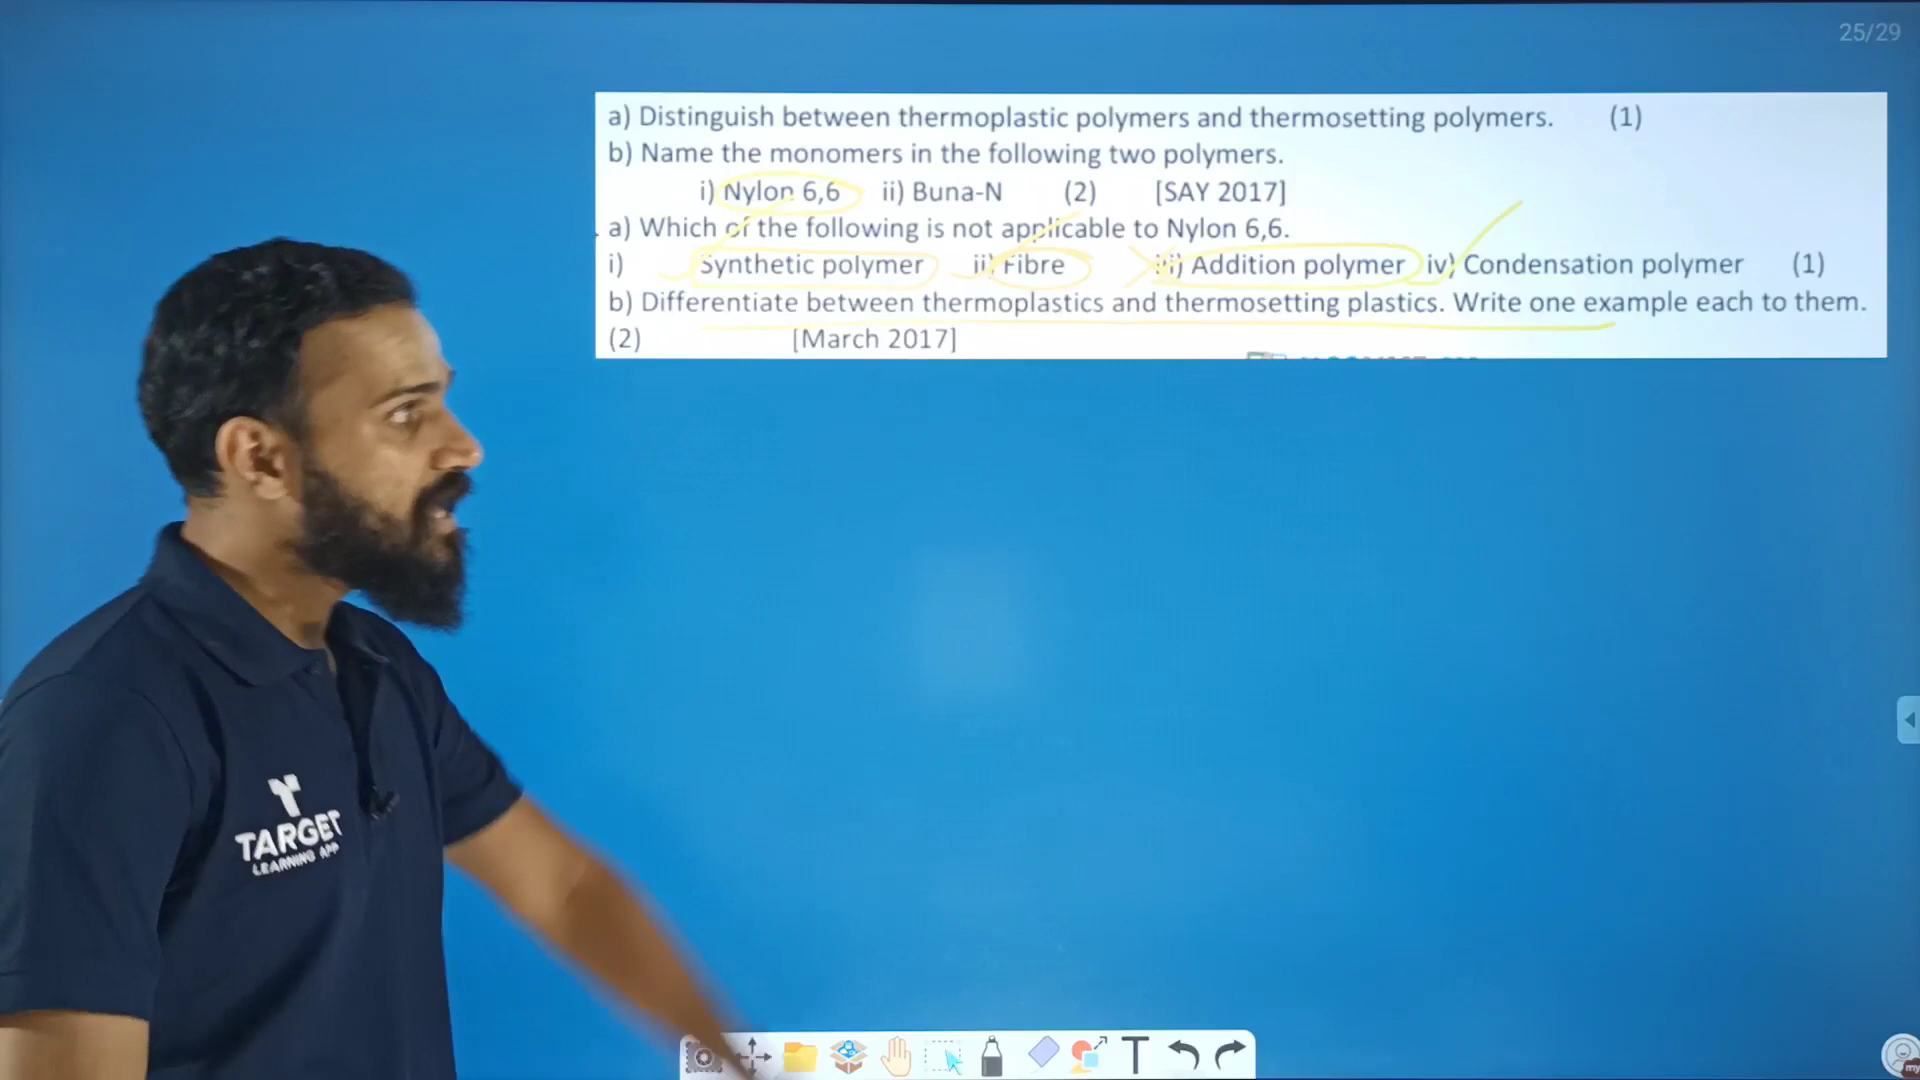 25/29
a) Distinguish between thermoplastic polymers and thermosetting polymers. (1)
b) Name the monomers in the following two polymers.
i) Nylon 6,6 ii) Buna-N (2) [SAY 2017]
. a) Which of the following is not applicable to Nylon 6,6.
i) Synthetic polymer ii) Fibre iii) Addition polymer iv) Condensation polymer (1)
b) Differentiate between thermoplastics and thermosetting plastics. Write one example each to them.
(2) [March 2017]
TARGET
LEARNING APP
T
my